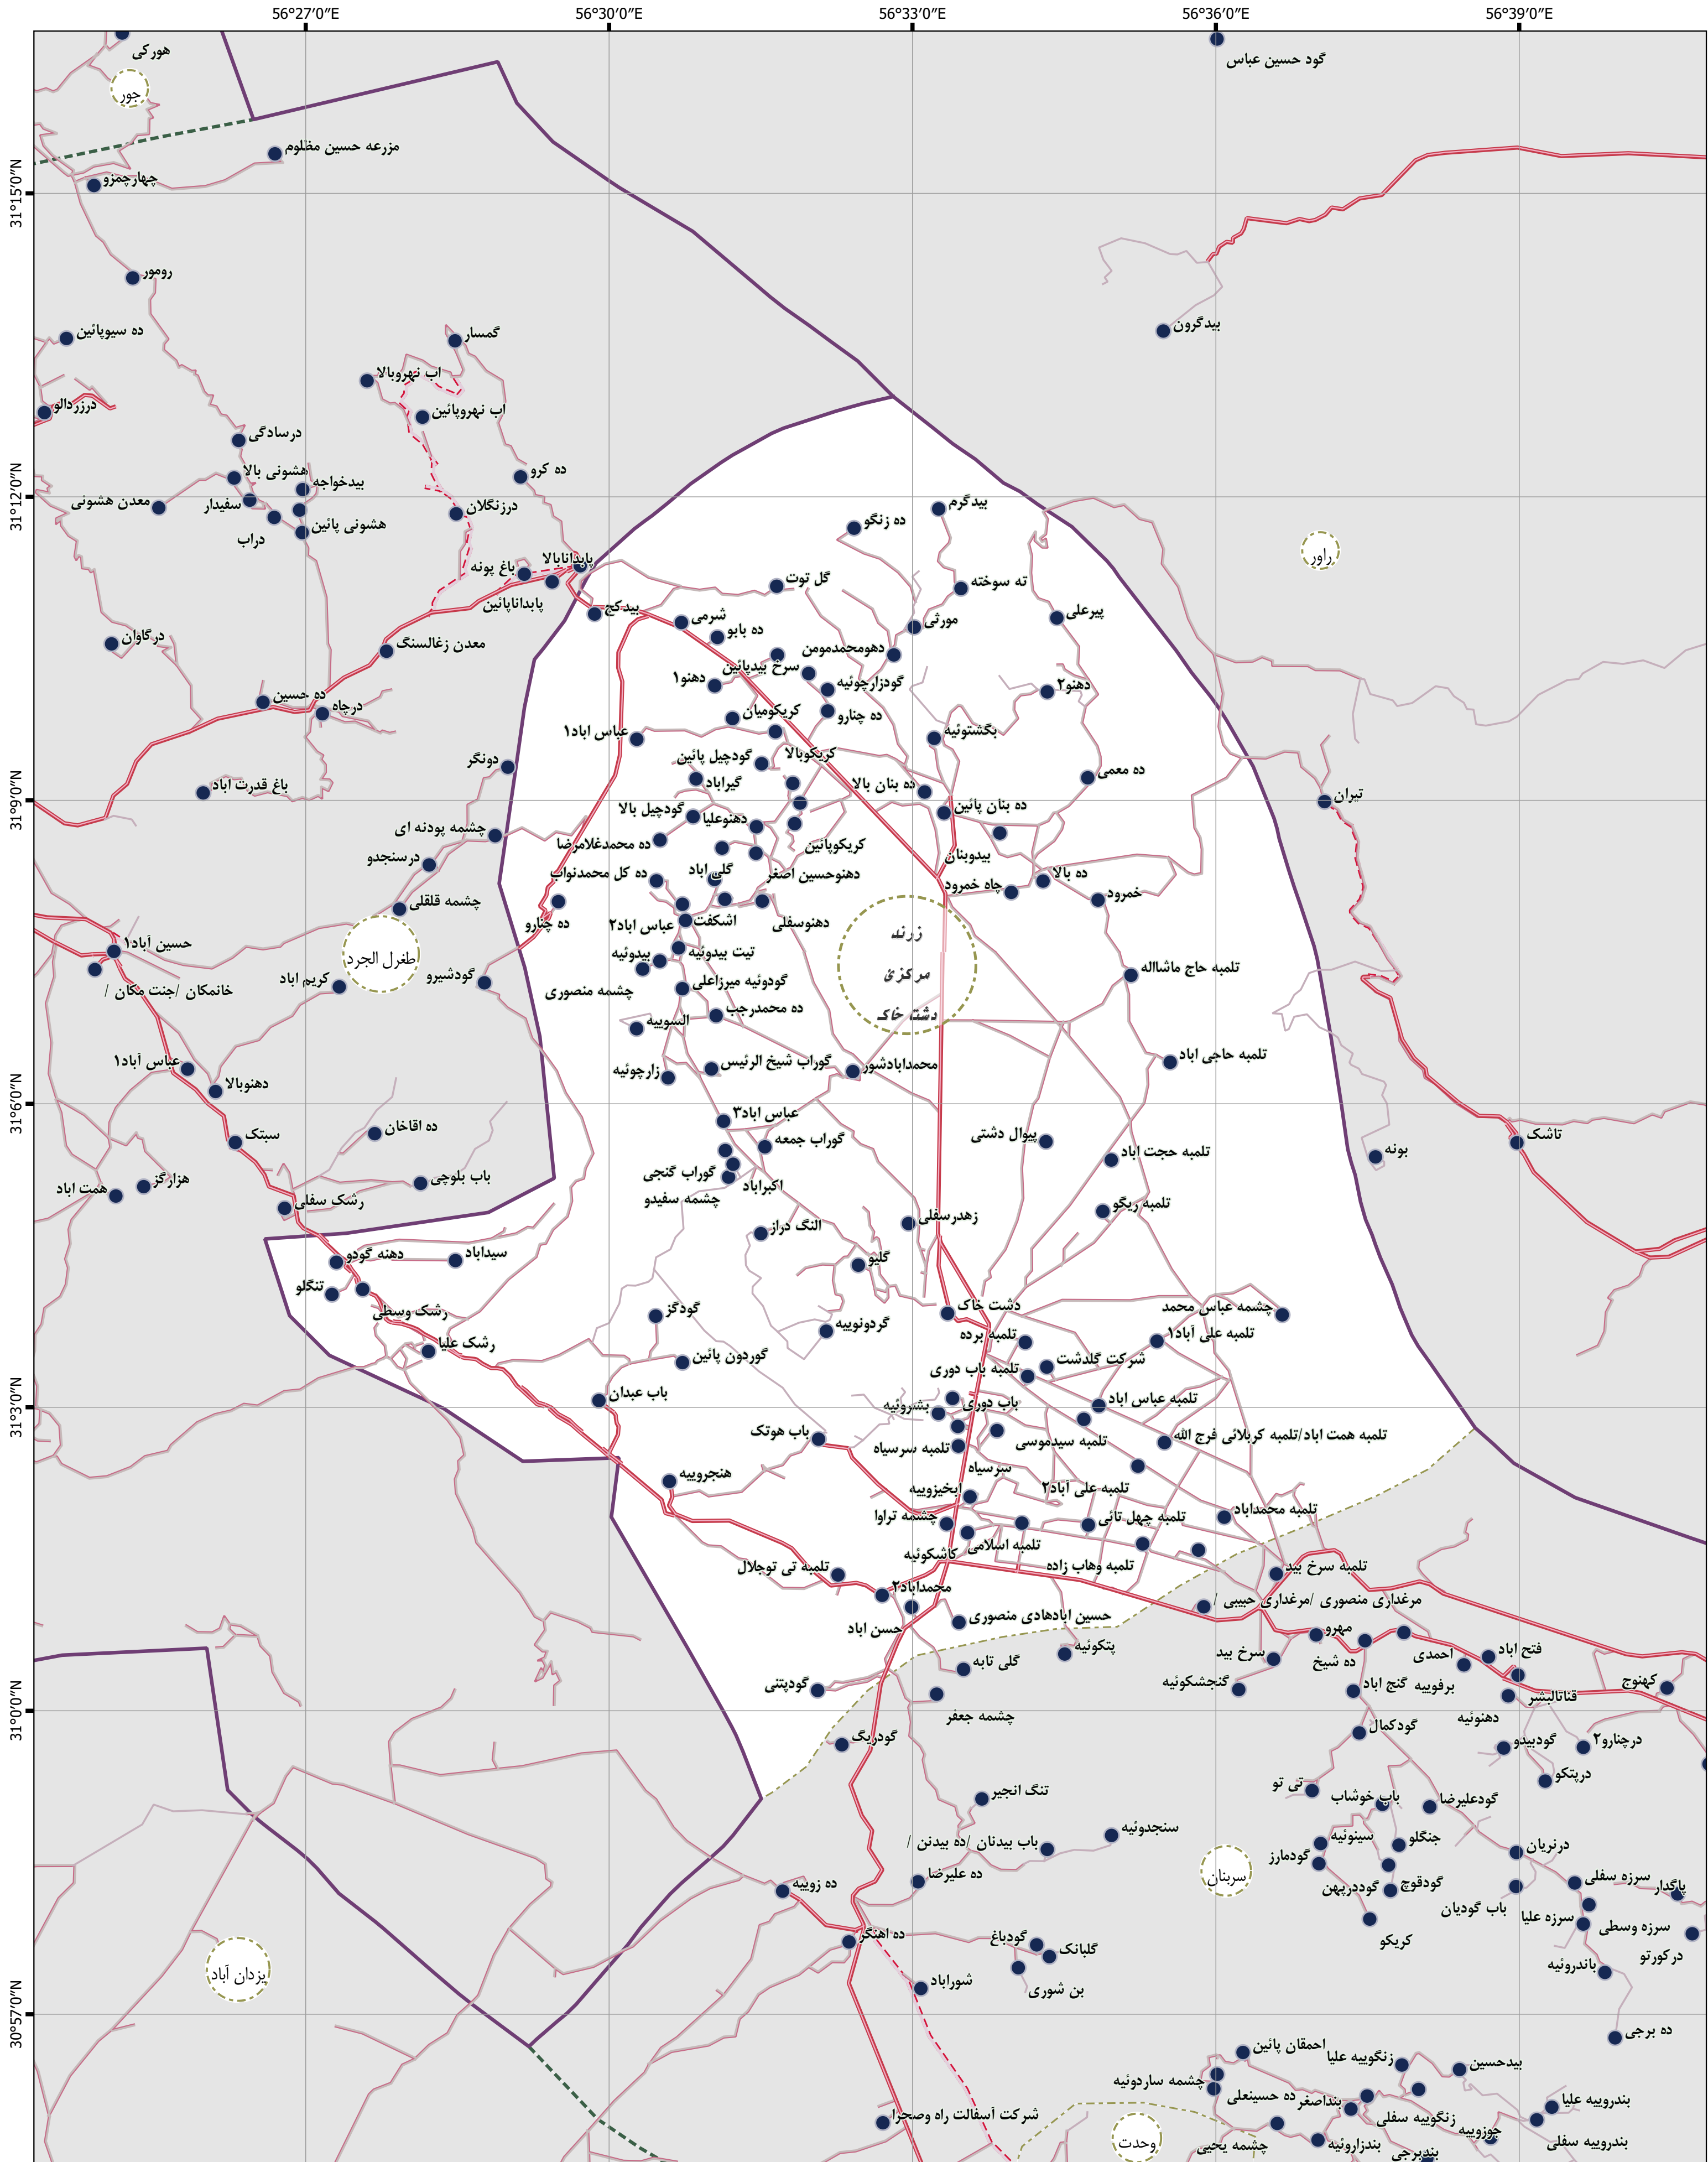 56°27'0"E
56°30'0"E
56°33'0"E
56°36'0"E
56°39'0"E
هورکی
گود حسین عباس
جور
مزرعه حسین مظلوم
چهارچمزو
31°15'0"N
رومور
ده سیوپائین
گمسار
بیدگرون
اب نهروبالا
درزردالو
اب نهروپائین
درسادگی
هشونی بالا
بیدخواجه
ده کرو
31°12'0"N
معدن هشونی
سفیدار
درزنگلان
هشونی پائین
دراب
بیدگرم
ده زنگو
راور
باغ پونه
پابدانابالا
پابداناپائین
گل توت
ته سوخته
بیدکج
شرمی
ده بابو
مورثی
پیرعلی
درگاوان
معدن زغالسنگ
دهومحمدمومن
سرخ بیدپائین
دهنو۱
گودزارچوئیه
دهنو۲
ده حسین
درچاه
کریکومیان
ده چنارو
عباس اباد۱
بگشتوئیه
دونگر
گودچیل پائین
کریکوبالا
باغ قدرت اباد
گیراباد
ده بنان بالا
ده معمی
تیران
31°9'0"N
گودچیل بالا
دهنوعلیا
ده بنان پائین
چشمه پودنه ای
ده محمدغلامرضا
کریکوپائین
بیدوبنان
درسنجدو
ده کل محمدنواب
گلی اباد
دهنوحسین اصغر
چاه خمرود
ده بالا
خمرود
چشمه قلقلی
ده چنارو
عباس اباد۲
اشکفت
دهنوسفلی
زرند
مرکزی
دشت خاک
حسین آباد۱
طغرل الجرد
بیدوئیه
تیت بیدوئیه
خانمکان /جنت مکان /
کریم اباد
گودشیرو
چشمه منصوری
گودوئیه میرزاعلی
تلمبه حاج ماشااله
السوییه
ده محمدرجب
عباس آباد۱
زارچوئیه
گوراب شیخ الرئیس
محمدابادشور
تلمبه حاجی اباد
دهنوبالا
31°6'0"N
سبتک
ده اقاخان
عباس اباد۳
گوراب جمعه
پیوال دشتی
تلمبه حجت اباد
تاشک
بونه
همت اباد
هزارگز
باب بلوچی
گوراب گنجی
اکبراباد
چشمه سفیدو
رشک سفلی
النگ دراز
زهدرسفلی
تلمبه ریگو
دهنه گودو
سیداباد
گلیو
تنگلو
رشک وسطی
گودگز
گردونوییه
دشت خاک
چشمه عباس محمد
رشک علیا
گوردون پائین
تلمبه برده
تلمبه علی آباد۱
تلمبه باب دوری
شرکت گلدشت
باب عبدان
بشروئیه
باب دوری
تلمبه عباس اباد
31°3'0"N
باب هوتک
تلمبه سرسیاه
تلمبه سیدموسی
تلمبه همت اباد/تلمبه کربلائی فرج الله
هنجروییه
سرسیاه
ابخیزوییه
تلمبه علی آباد۲
چشمه تراوا
تلمبه چهل تائی
تلمبه محمداباد
کاشکوئیه
تلمبه اسلامی
تلمبه تی توجلال
تلمبه وهاب زاده
تلمبه سرخ بید
محمداباد۲
مرغداری منصوری /مرغداری حبیبی /
حسن اباد
حسین ابادهادی منصوری
گلی تابه
پتکوئیه
سرخ بید
مهرو
ده شیخ
احمدی
فتح اباد
گودپتنی
گنجشکوئیه
گنج اباد
برفوییه
قناتالبشر
کهنوج
31°0'0"N
چشمه جعفر
گودکمال
دهنوئیه
گودریگ
گودبیدو
درچنارو۲
تنگ انجیر
تی تو
باب خوشاب
گودعلیرضا
درپتکو
باب بیدنان /ده بیدنن /
سنجدوئیه
سینوئیه
جنگلو
درنریان
سربنان
گودمارز
ده زوییه
ده علیرضا
گوددرپهن
گودقوچ
باب گودیان
سرزه سفلی
پاگدار
سرزه علیا
سرزه وسطی
یزدان آباد
ده اهنگر
گودباغ
گلبانک
کریکو
درکورتو
شوراباد
بن شوری
باندروئیه
30°57'0"N
ده برجی
احمقان پائین
زنگوییه علیا
بیدحسین
چشمه ساردوئیه
ده حسینعلی
بنداصغر
زنگوییه سفلی
بندروییه علیا
شرکت آسفالت راه وصحرا
وحدت
چشمه یحیی
بندزاروئیه
بندبرجی
جوزوییه
بندروییه سفلی